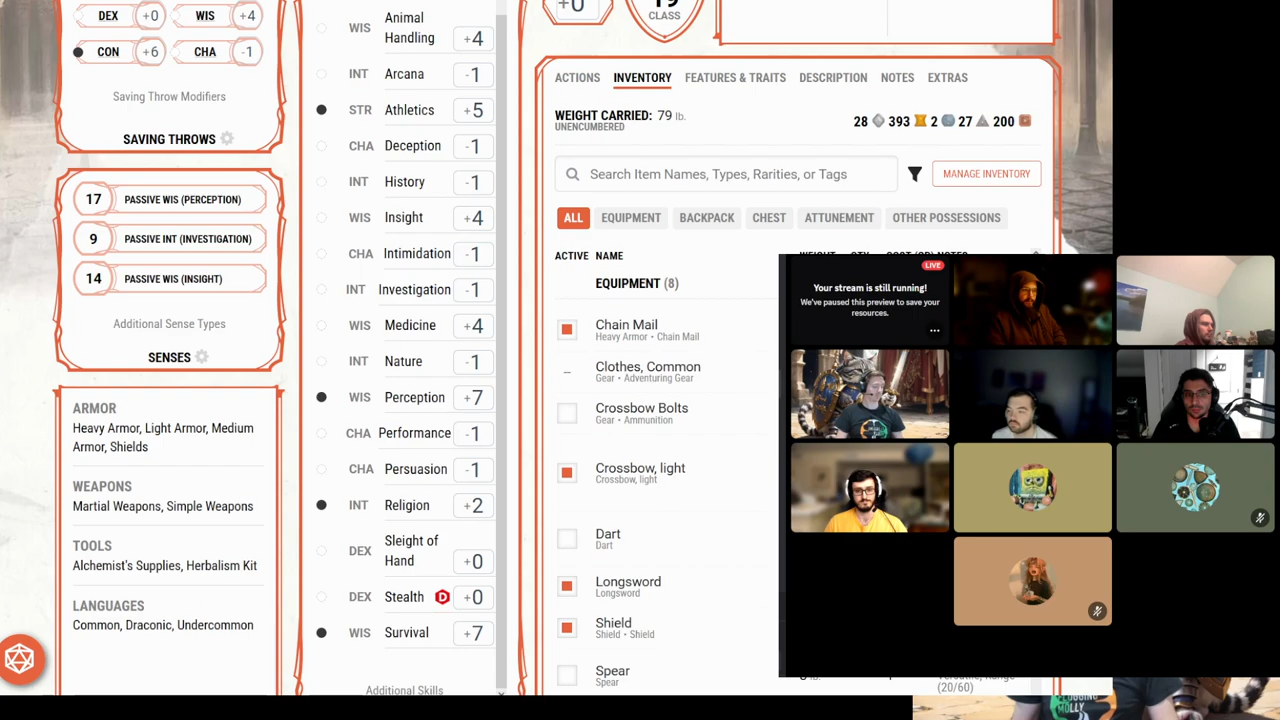 DEX +0 WIS +4
CON +6 CHA -1
Saving Throw Modifiers
SAVING THROWS
17 PASSIVE WIS (PERCEPTION)
9 PASSIVE INT (INVESTIGATION)
14 PASSIVE WIS (INSIGHT)
Additional Sense Types
SENSES
ARMOR
Heavy Armor, Light Armor, Medium
Armor, Shields
WEAPONS
Martial Weapons, Simple Weapons
TOOLS
Alchemist's Supplies, Herbalism Kit
LANGUAGES
Common, Draconic, Undercommon
WIS Animal
Handling +4
INT Arcana -1
STR Athletics +5
CHA Deception -1
INT History -1
WIS Insight +4
CHA Intimidation -1
INT Investigation -1
WIS Medicine +4
INT Nature -1
WIS Perception +7
CHA Performance -1
CHA Persuasion -1
INT Religion +2
DEX Sleight of
Hand +0
DEX Stealth +0
WIS Survival +7
Additional Skills
+0
CLASS
ACTIONS INVENTORY FEATURES & TRAITS DESCRIPTION NOTES EXTRAS
WEIGHT CARRIED: 79 lb.
UNENCUMBERED
28 393 2 27 200
Search Item Names, Types, Rarities, or Tags
MANAGE INVENTORY
ALL EQUIPMENT BACKPACK CHEST ATTUNEMENT OTHER POSSESSIONS
ACTIVE NAME
EQUIPMENT (8)
Chain Mail
Heavy Armor • Chain Mail
-- Clothes, Common
Gear • Adventuring Gear
Crossbow Bolts
Gear • Ammunition
Crossbow, light
Crossbow, light
Dart
Dart
Longsword
Longsword
Shield
Shield • Shield
Spear
Spear
(20/60)
LIVE
Your stream is still running!
We've paused this preview to save your
resources.
MOLLY